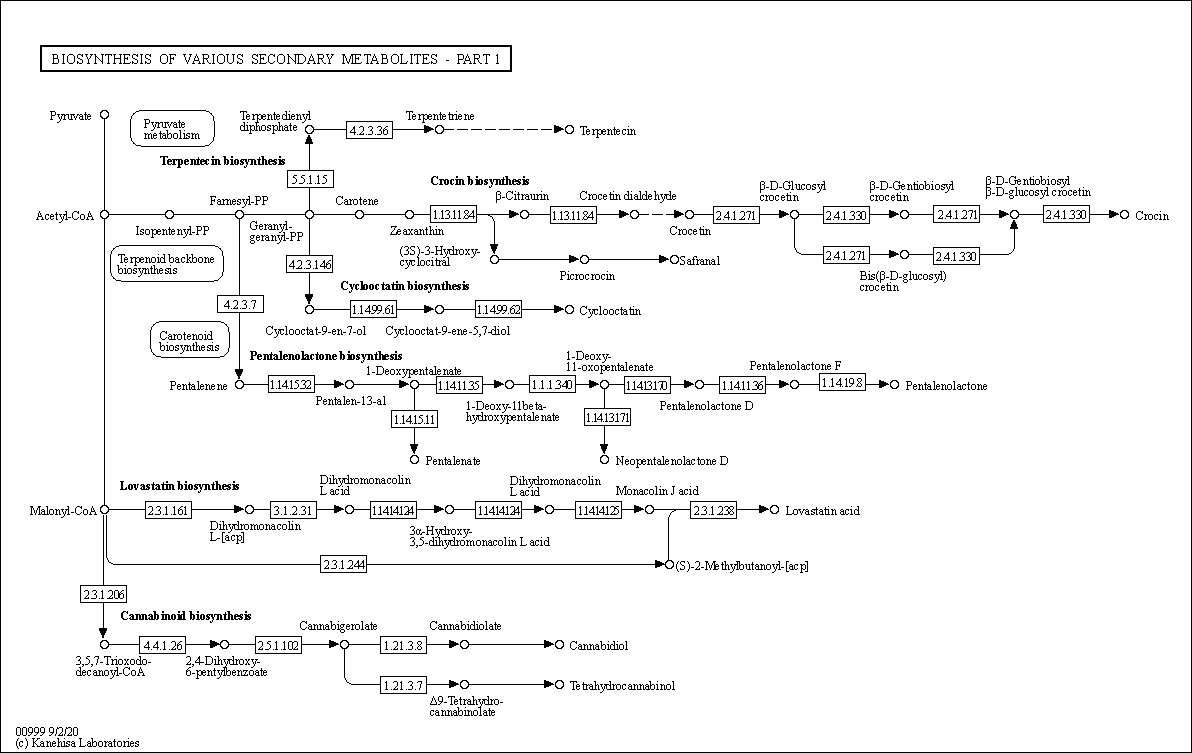 BIOSYNTHESIS OF VARIOUS SECONDARY METABOLITES - PART 1
Pyruvate
Pyruvate
metabolism
Terpentedienyl
diphosphate
4.2.3.36
Terpentetriene
Terpentecin
Terpentecin biosynthesis
5.5.1.15
Crocin biosynthesis
Acetyl-CoA
Isopentenyl-PP
Farnesyl-PP
Geranyl-
geranyl-PP
Carotene
Zeaxanthin
1.13.11.84
β-Citraurin
1.13.11.84
Crocetin dialdehyde
Crocetin
2.4.1.271
β-D-Glucosyl
crocetin
2.4.1.330
β-D-Gentiobiosyl
crocetin
2.4.1.271
β-D-Gentiobiosyl
β-D-glucosyl crocetin
2.4.1.330
Crocin
(3S)-3-Hydroxy-
cyclocitral
Picrocrocin
Safranal
2.4.1.271
Bis(β-D-glucosyl)
crocetin
2.4.1.330
Terpenoid backbone
biosynthesis
4.2.3.146
Cyclooctatin biosynthesis
4.2.3.7
Cyclooctat-9-en-7-ol
1.14.99.61
Cyclooctat-9-ene-5,7-diol
1.14.99.62
Cyclooctatin
Carotenoid
biosynthesis
Pentalenolactone biosynthesis
Pentalenene
1.14.15.32
Pentalen-13-al
1-Deoxypentalenate
1.14.11.35
1-Deoxy-11beta-
hydroxypentalenate
1.1.1.340
1-Deoxy-
11-oxopentalenate
1.14.13.170
Pentalenolactone D
1.14.11.36
Pentalenolactone F
1.14.19.8
Pentalenolactone
1.14.15.11
Pentalenate
1.14.13.171
Neopentalenolactone D
Lovastatin biosynthesis
Malonyl-CoA
2.3.1.161
Dihydromonacolin
L-[acp]
3.1.2.31
Dihydromonacolin
L acid
1.14.14.124
3α-Hydroxy-
3,5-dihydromonacolin L acid
1.14.14.124
Dihydromonacolin
L acid
1.14.14.125
Monacolin J acid
2.3.1.238
Lovastatin acid
2.3.1.244
(S)-2-Methylbutanoyl-[acp]
2.3.1.206
Cannabinoid biosynthesis
3,5,7-Trioxodo-
decanoyl-CoA
4.4.1.26
2,4-Dihydroxy-
6-pentylbenzoate
2.5.1.102
Cannabigerolate
1.21.3.8
Cannabidiolate
Cannabidiol
1.21.3.7
Δ9-Tetrahydro-
cannabinolate
Tetrahydrocannabinol
00999 9/2/20
(c) Kanehisa Laboratories